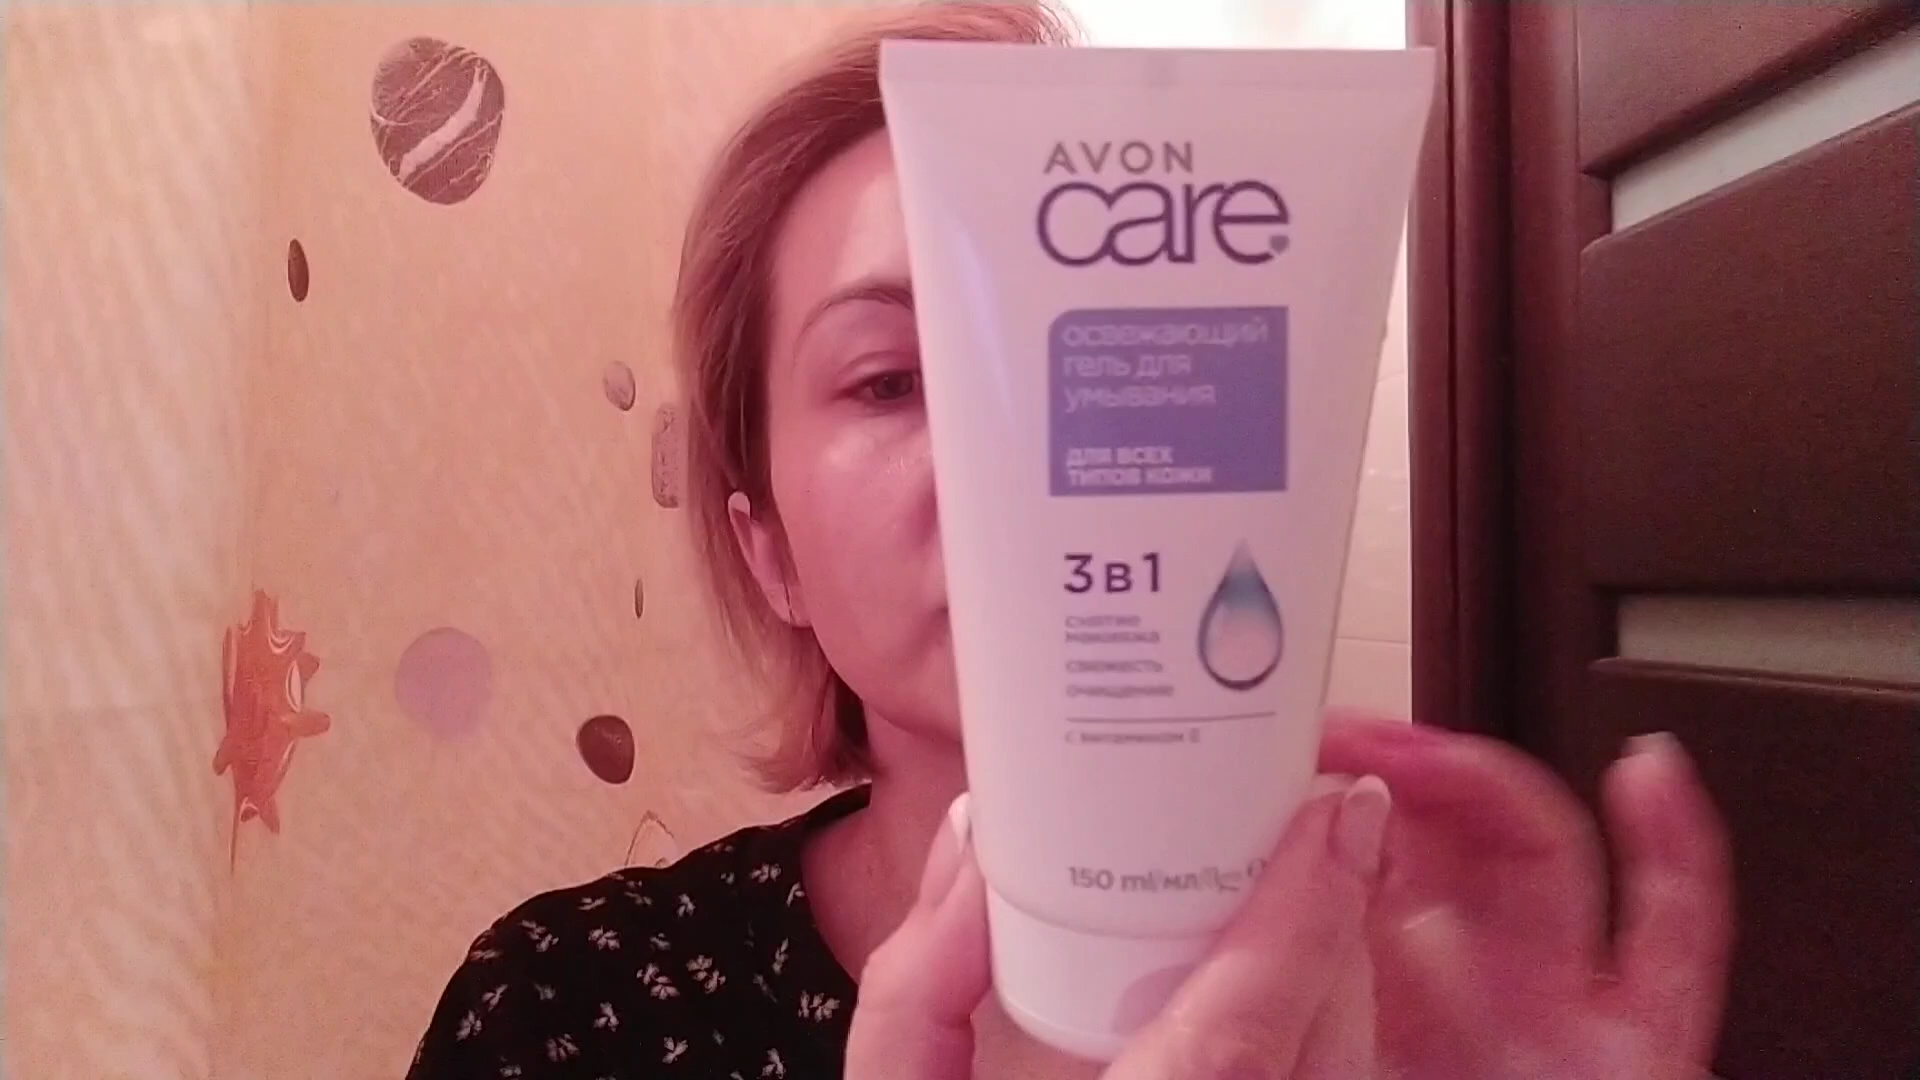 AVON
care
освежающий
гель для
умывания
для всех
типов кожи
3 в 1
снятие
макияжа
свежесть
очищение
с витамином Е
150 ml/мл/